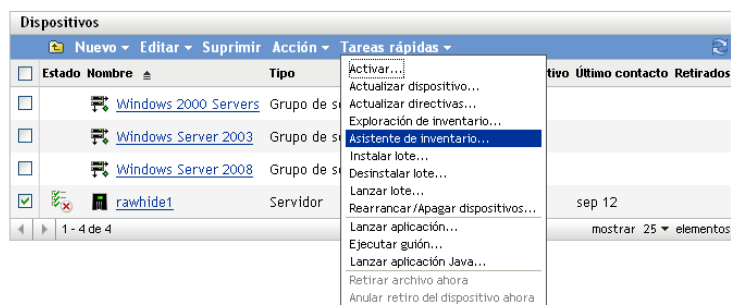 Dispositivos
Nuevo Editar Suprimir Acción Tareas rápidas
Estado Nombre Tipo tivo Último contacto Retirados
Windows 2000 Servers Grupo de s
Windows Server 2003 Grupo de s
Windows Server 2008 Grupo de s
rawhide1 Servidor sep 12
1 - 4 de 4 mostrar 25 elementos
Activar...
Actualizar dispositivo...
Actualizar directivas...
Exploración de inventario...
Asistente de inventario...
Instalar lote...
Desinstalar lote...
Lanzar lote...
Rearrancar/Apagar dispositivos...
Lanzar aplicación...
Ejecutar guión...
Lanzar aplicación Java...
Retirar archivo ahora
Anular retiro del dispositivo ahora